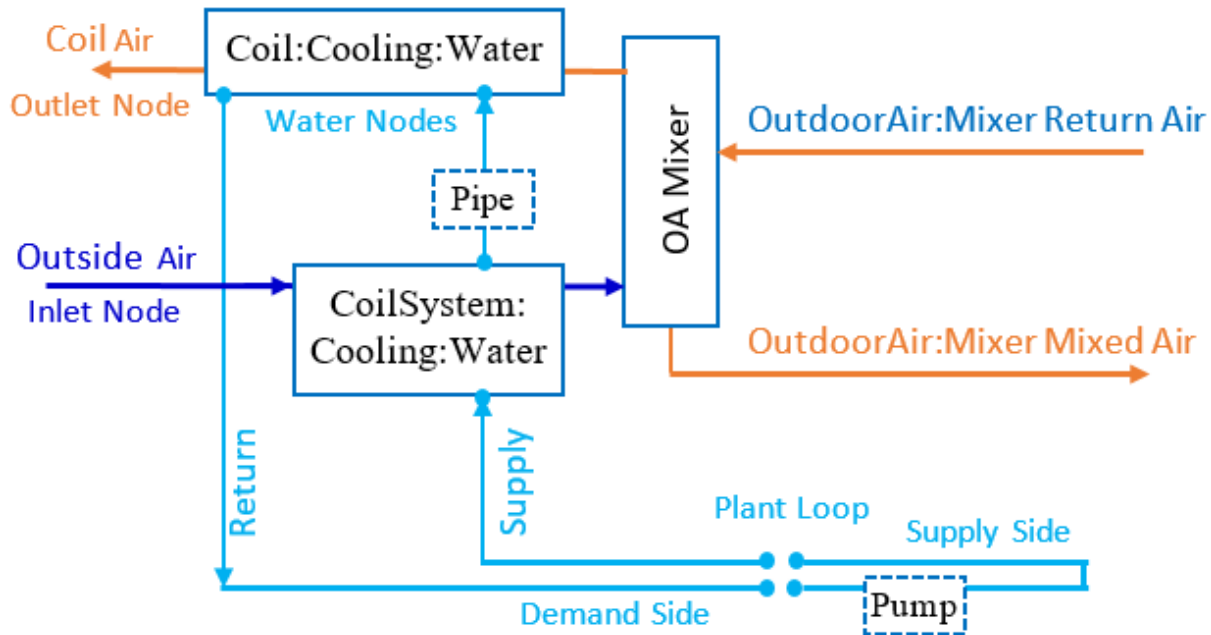 Coil Air
Outlet Node
Coil:Cooling:Water
Water Nodes
OA Mixer
OutdoorAir:Mixer Return Air
Pipe
Outside Air
Inlet Node
CoilSystem:
Cooling:Water
OutdoorAir:Mixer Mixed Air
Return
Supply
Plant Loop
Supply Side
Demand Side
Pump